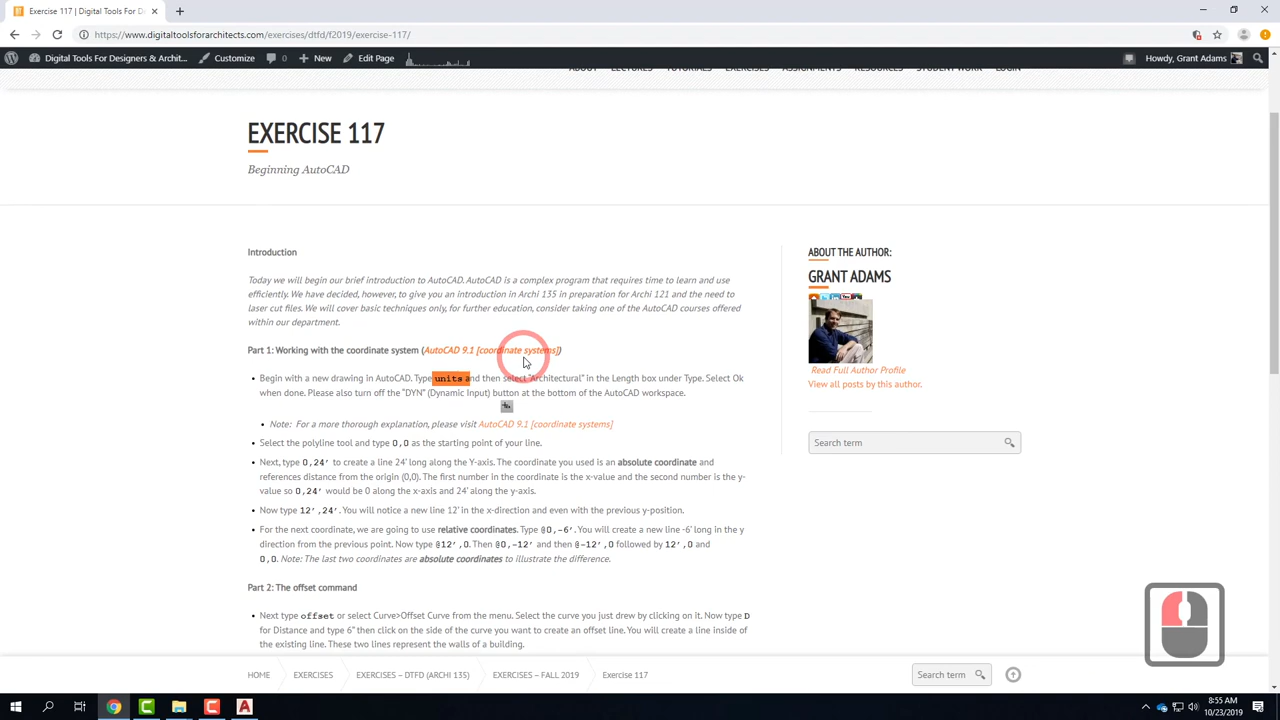 Exercise 117 | Digital Tools For D
https://www.digitaltoolsforarchitects.com/exercises/dtfd/f2019/exercise-117/
Digital Tools For Designers & Archit... Customize 0 New Edit Page Howdy, Grant Adams
ABOUT LECTURES TUTORIALS EXERCISES ASSIGNMENTS RESOURCES STUDENT WORK LOGIN
EXERCISE 117
Beginning AutoCAD
Introduction
Today we will begin our brief introduction to AutoCAD. AutoCAD is a complex program that requires time to learn and use
efficiently. We have decided, however, to give you an introduction in Archi 135 in preparation for Archi 121 and the need to
laser cut files. We will cover basic techniques only, for further education, consider taking one of the AutoCAD courses offered
within our department.
Part 1: Working with the coordinate system (AutoCAD 9.1 [coordinate systems])
• Begin with a new drawing in AutoCAD. Type units and then select “Architectural” in the Length box under Type. Select Ok
when done. Please also turn off the “DYN” (Dynamic Input) button at the bottom of the AutoCAD workspace.
• Note: For a more thorough explanation, please visit AutoCAD 9.1 [coordinate systems]
• Select the polyline tool and type 0,0 as the starting point of your line.
• Next, type 0,24′ to create a line 24’ long along the Y-axis. The coordinate you used is an absolute coordinate and
references distance from the origin (0,0). The first number in the coordinate is the x-value and the second number is the y-
value so 0,24′ would be 0 along the x-axis and 24’ along the y-axis.
• Now type 12′,24′. You will notice a new line 12’ in the x-direction and even with the previous y-position.
• For the next coordinate, we are going to use relative coordinates. Type @0,-6′. You will create a new line -6’ long in the y
direction from the previous point. Now type @12′,0. Then @0,-12′ and then @-12′,0 followed by 12′,0 and
0,0. Note: The last two coordinates are absolute coordinates to illustrate the difference.
Part 2: The offset command
• Next type offset or select Curve>Offset Curve from the menu. Select the curve you just drew by clicking on it. Now type D
for Distance and type 6” then click on the side of the curve you want to create an offset line. You will create a line inside of
the existing line. These two lines represent the walls of a building.
ABOUT THE AUTHOR:
GRANT ADAMS
Read Full Author Profile
View all posts by this author.
Search term
HOME EXERCISES EXERCISES – DTFD (ARCHI 135) EXERCISES – FALL 2019 Exercise 117 Search term
8:55 AM
10/23/2019